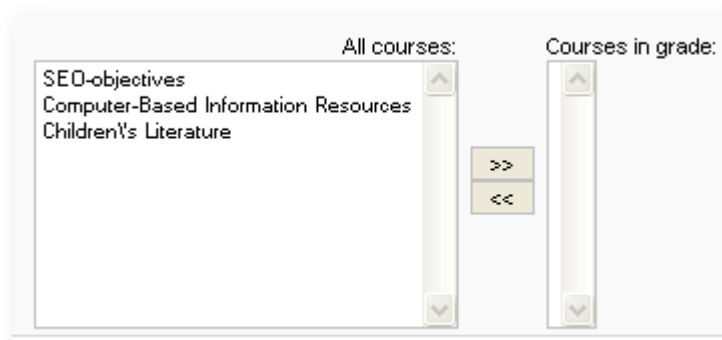 All courses:
Courses in grade:
SEO-objectives
Computer-Based Information Resources
Children\'s Literature
>>
<<